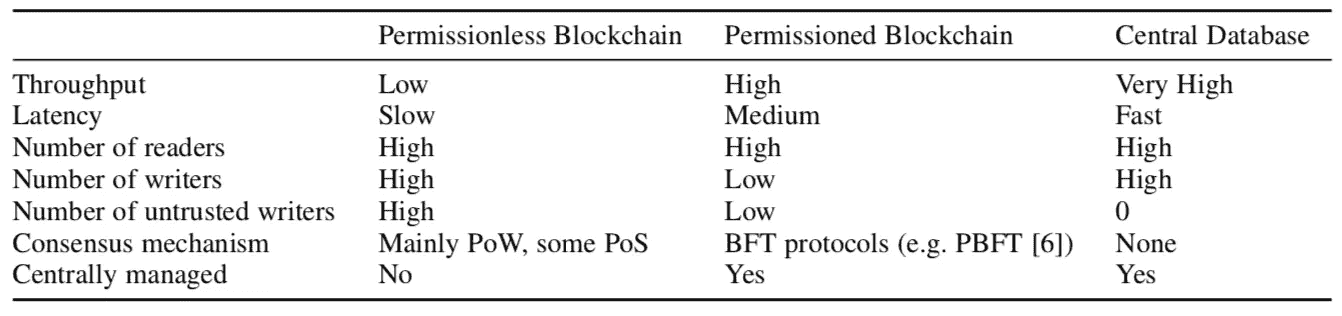 Permissionless Blockchain Permissioned Blockchain Central Database
Throughput Low High Very High
Latency Slow Medium Fast
Number of readers High High High
Number of writers High Low High
Number of untrusted writers High Low 0
Consensus mechanism Mainly PoW, some PoS BFT protocols (e.g. PBFT [6]) None
Centrally managed No Yes Yes